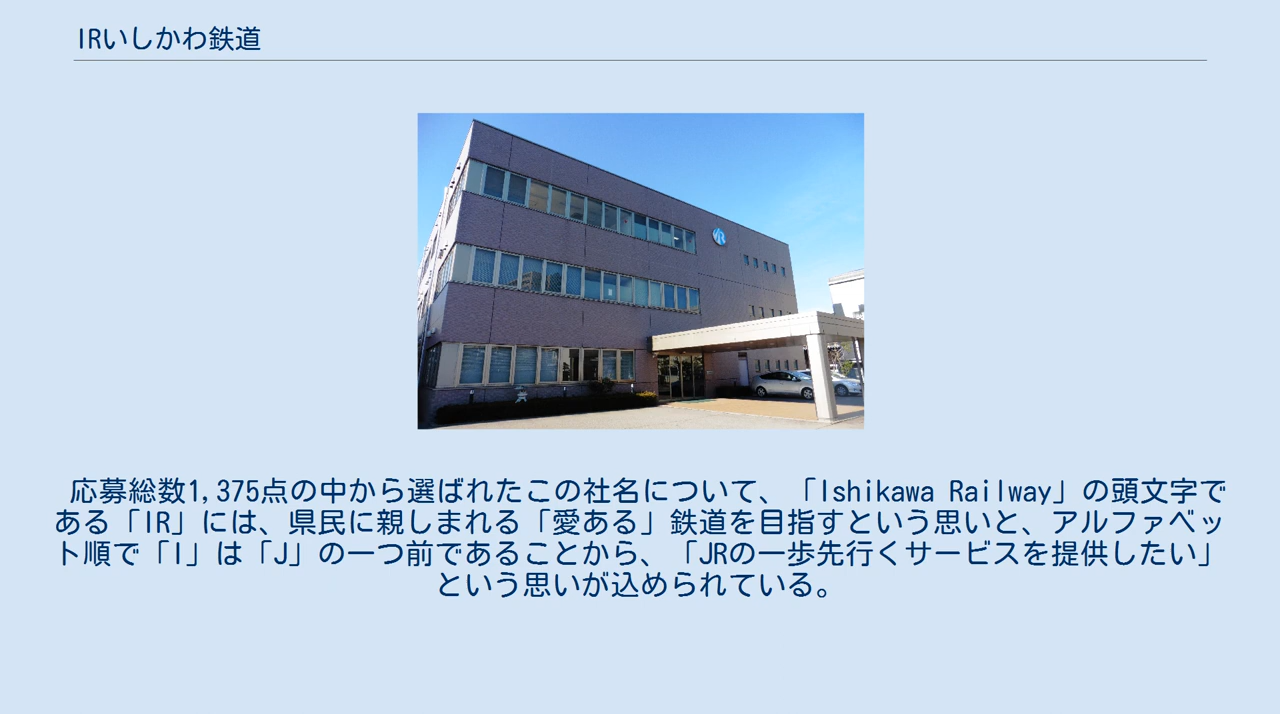 IRいしかわ鉄道
IR
応募総数1,375点の中から選ばれたこの社名について、「Ishikawa Railway」の頭文字で
ある「IR」には、県民に親しまれる「愛ある」鉄道を目指すという思いと、アルファベッ
ト順で「I」は「J」の一つ前であることから、「JRの一歩先行くサービスを提供したい」
という思いが込められている。